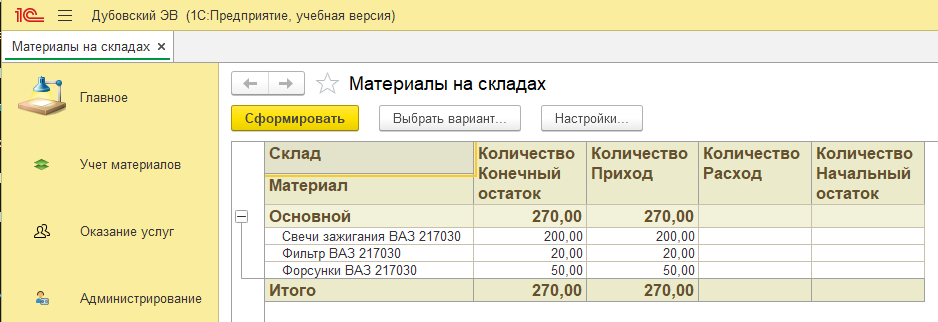 1С Дубовский ЭВ (1С:Предприятие, учебная версия)
Материалы на складах ×
Главное
Учет материалов
Оказание услуг
Администрирование
Материалы на складах
Сформировать Выбрать вариант... Настройки...
Склад Количество Количество Количество Количество
Конечный Приход Расход Начальный
Материал остаток остаток
Основной 270,00 270,00
Свечи зажигания ВАЗ 217030 200,00 200,00
Фильтр ВАЗ 217030 20,00 20,00
Форсунки ВАЗ 217030 50,00 50,00
Итого 270,00 270,00